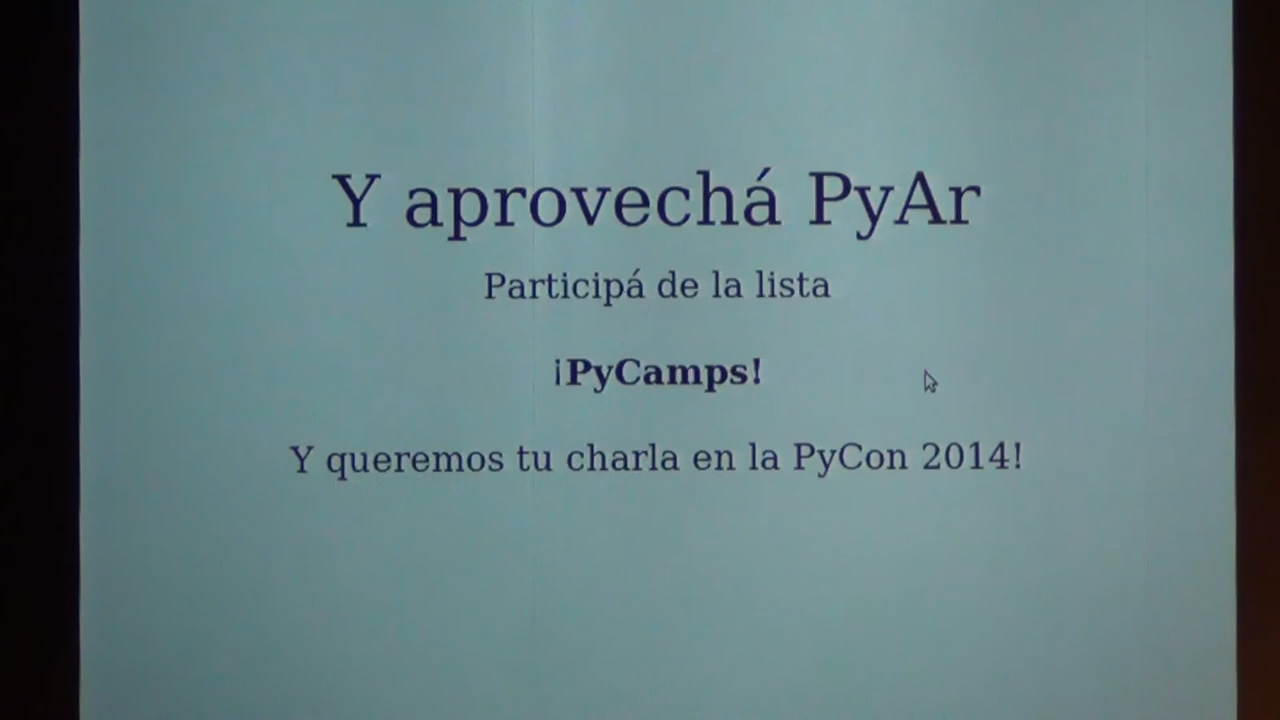 Y aprovechá PyAr
Participá de la lista
¡PyCamps!
Y queremos tu charla en la PyCon 2014!